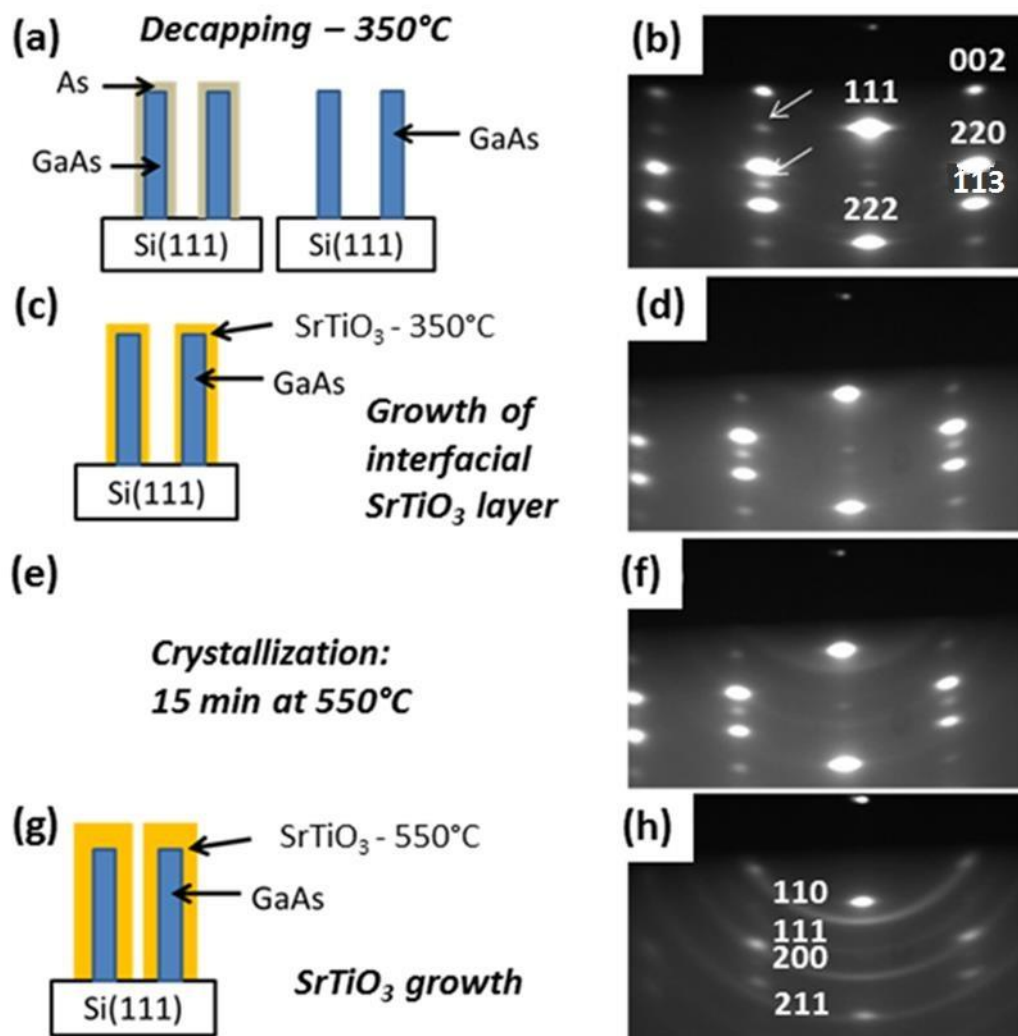 (a)
Decapping – 350°C
As
GaAs
GaAs
Si(111)
Si(111)
(b)
002
111
220
113
222
(c)
SrTiO₃ - 350°C
GaAs
Growth of
interfacial
SrTiO₃ layer
Si(111)
(d)
(e)
Crystallization:
15 min at 550°C
(f)
(g)
SrTiO₃ - 550°C
GaAs
SrTiO₃ growth
Si(111)
(h)
110
111
200
211